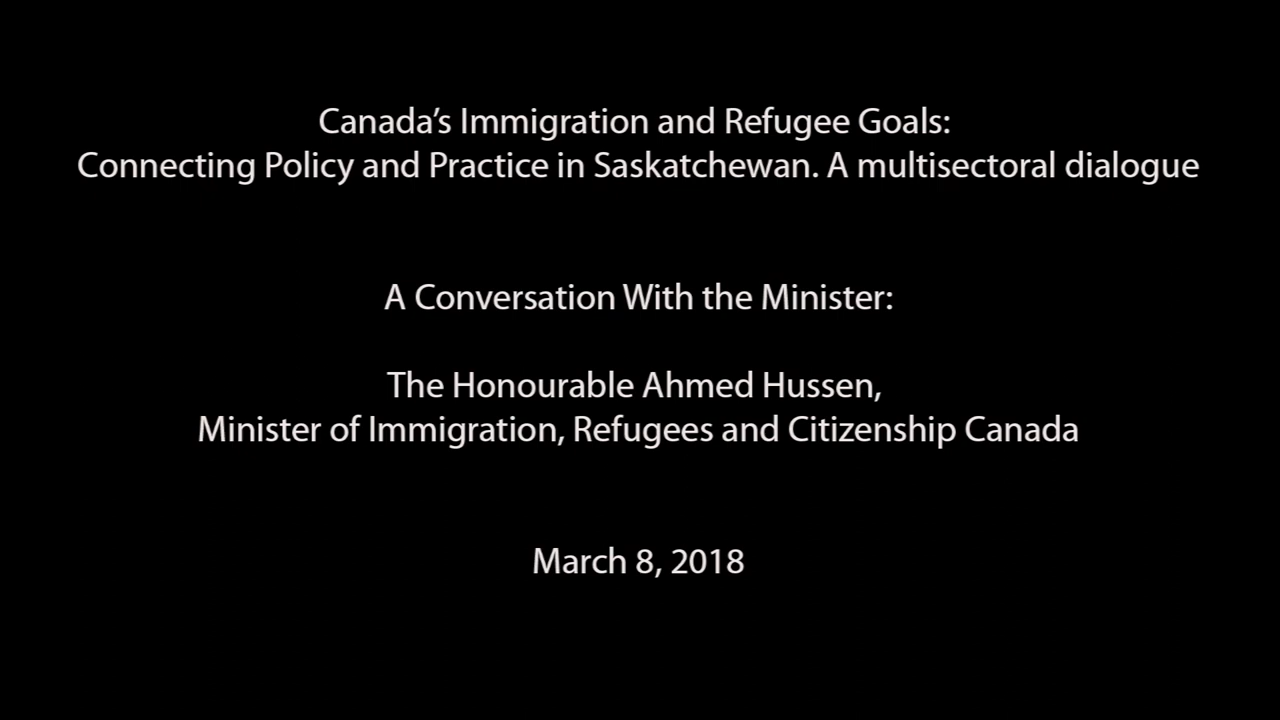 Canada’s Immigration and Refugee Goals:
Connecting Policy and Practice in Saskatchewan. A multisectoral dialogue
A Conversation With the Minister:
The Honourable Ahmed Hussen,
Minister of Immigration, Refugees and Citizenship Canada
March 8, 2018